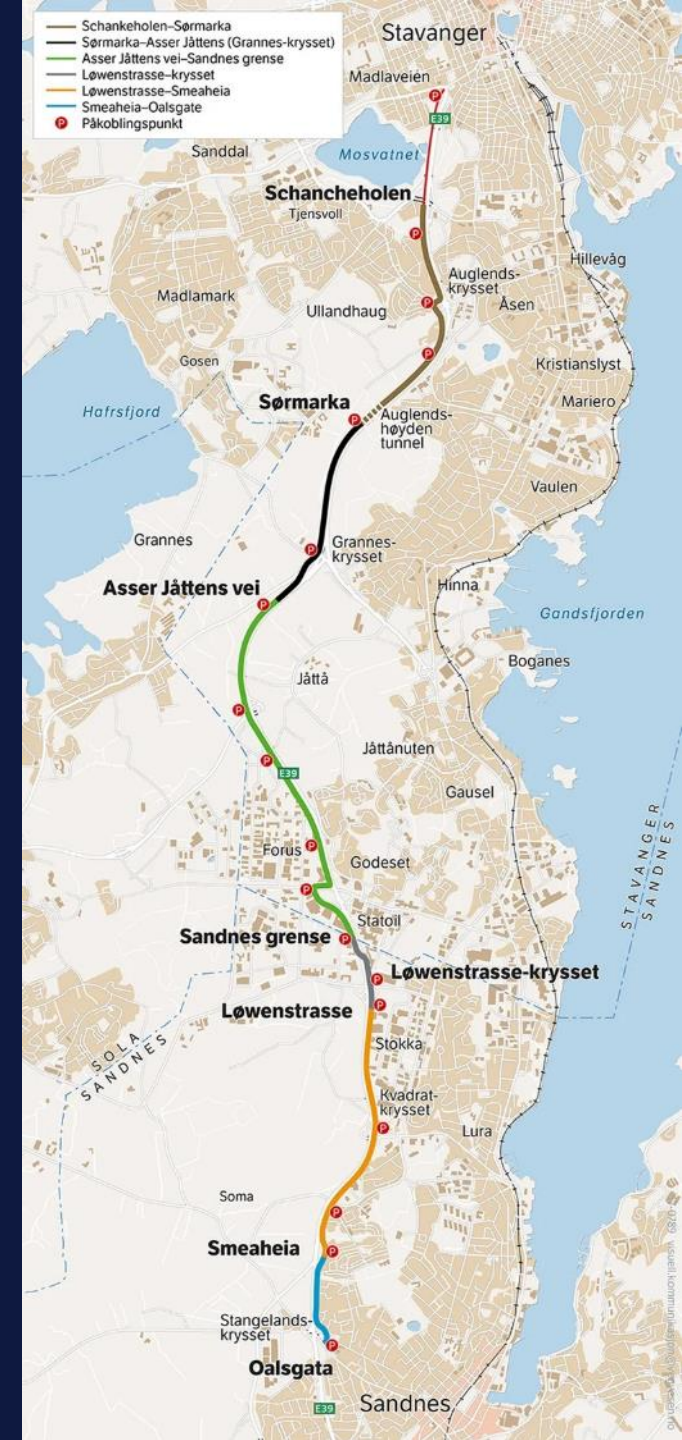 Schankeholen–Sørmarka
Sørmarka–Asser Jåttens (Grannes-krysset)
Asser Jåttens vei–Sandnes grense
Løwenstrasse–krysset
Løwenstrasse–Smeaheia
Smeaheia–Oalsgate
P Påkoblingspunkt
Stavanger
Madlaveien
P
E39
Sanddal
Mosvatnet
Schancheholen
Tjensvoll
P
Hillevåg
Auglends-
krysset
Madlamark
P
Åsen
Ullandhaug
P
Gosen
Kristianslyst
Sørmarka
Mariero
Hafrsfjord
P
Auglends-
høyden
tunnel
Vaulen
Grannes
P
Grannes-
krysset
Asser Jåttens vei
Hinna
P
Gandsfjorden
Boganes
Jåttå
P
Jåttånuten
P
E39
Gausel
STAVANGER
SANDNES
Forus
P
Godeset
P
Statoil
Sandnes grense
P
Løwenstrasse-krysset
P
Løwenstrasse
P
Stokka
SOLA
SANDNES
Kvadrat-
krysset
P
Lura
Soma
P
Smeaheia
P
Stangelands-
krysset
P
Oalsgata
Sandnes
E39